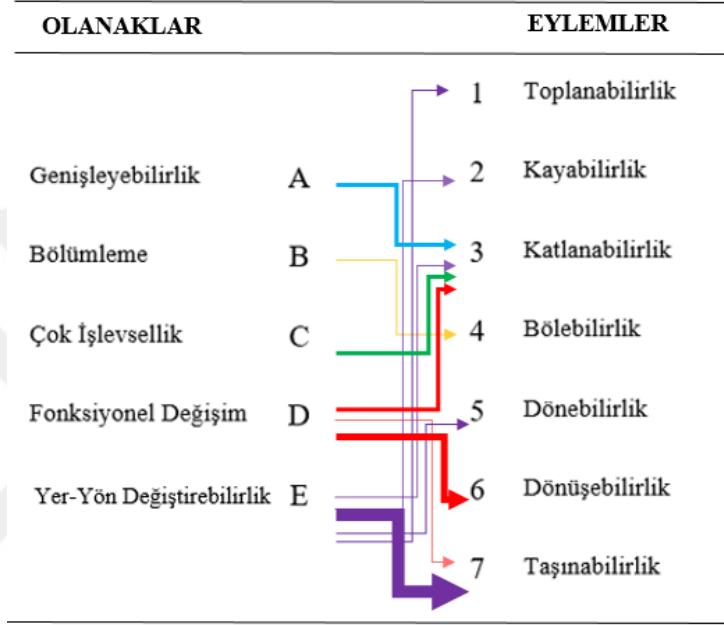 OLANAKLAR EYLEMLER
1 Toplanabilirlik
Genişleyebilirlik A 2 Kayabilirlik
Bölümleme B 3 Katlanabilirlik
Çok İşlevsellik C 4 Bölebilirlik
Fonksiyonel Değişim D 5 Dönebilirlik
Yer-Yön Değiştirebilirlik E 6 Dönüşebilirlik
7 Taşınabilirlik